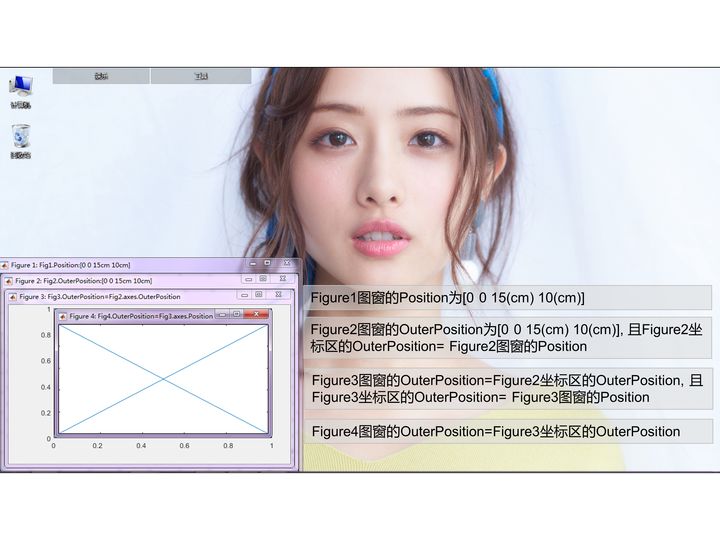 娱乐
工具
计算机
回收站
Figure 1: Fig1.Position:[0 0 15cm 10cm]
Figure 2: Fig2.OuterPosition:[0 0 15cm 10cm]
Figure 3: Fig3.OuterPosition=Fig2.axes.OuterPosition
Figure 4: Fig4.OuterPosition=Fig3.axes.Position
1
0.8
0.6
0.4
0.2
0
0 0.2 0.4 0.6 0.8 1
Figure1图窗的Position为[0 0 15(cm) 10(cm)]
Figure2图窗的OuterPosition为[0 0 15(cm) 10(cm)], 且Figure2坐
标区的OuterPosition= Figure2图窗的Position
Figure3图窗的OuterPosition=Figure2坐标区的OuterPosition, 且
Figure3坐标区的OuterPosition= Figure3图窗的Position
Figure4图窗的OuterPosition=Figure3坐标区的OuterPosition